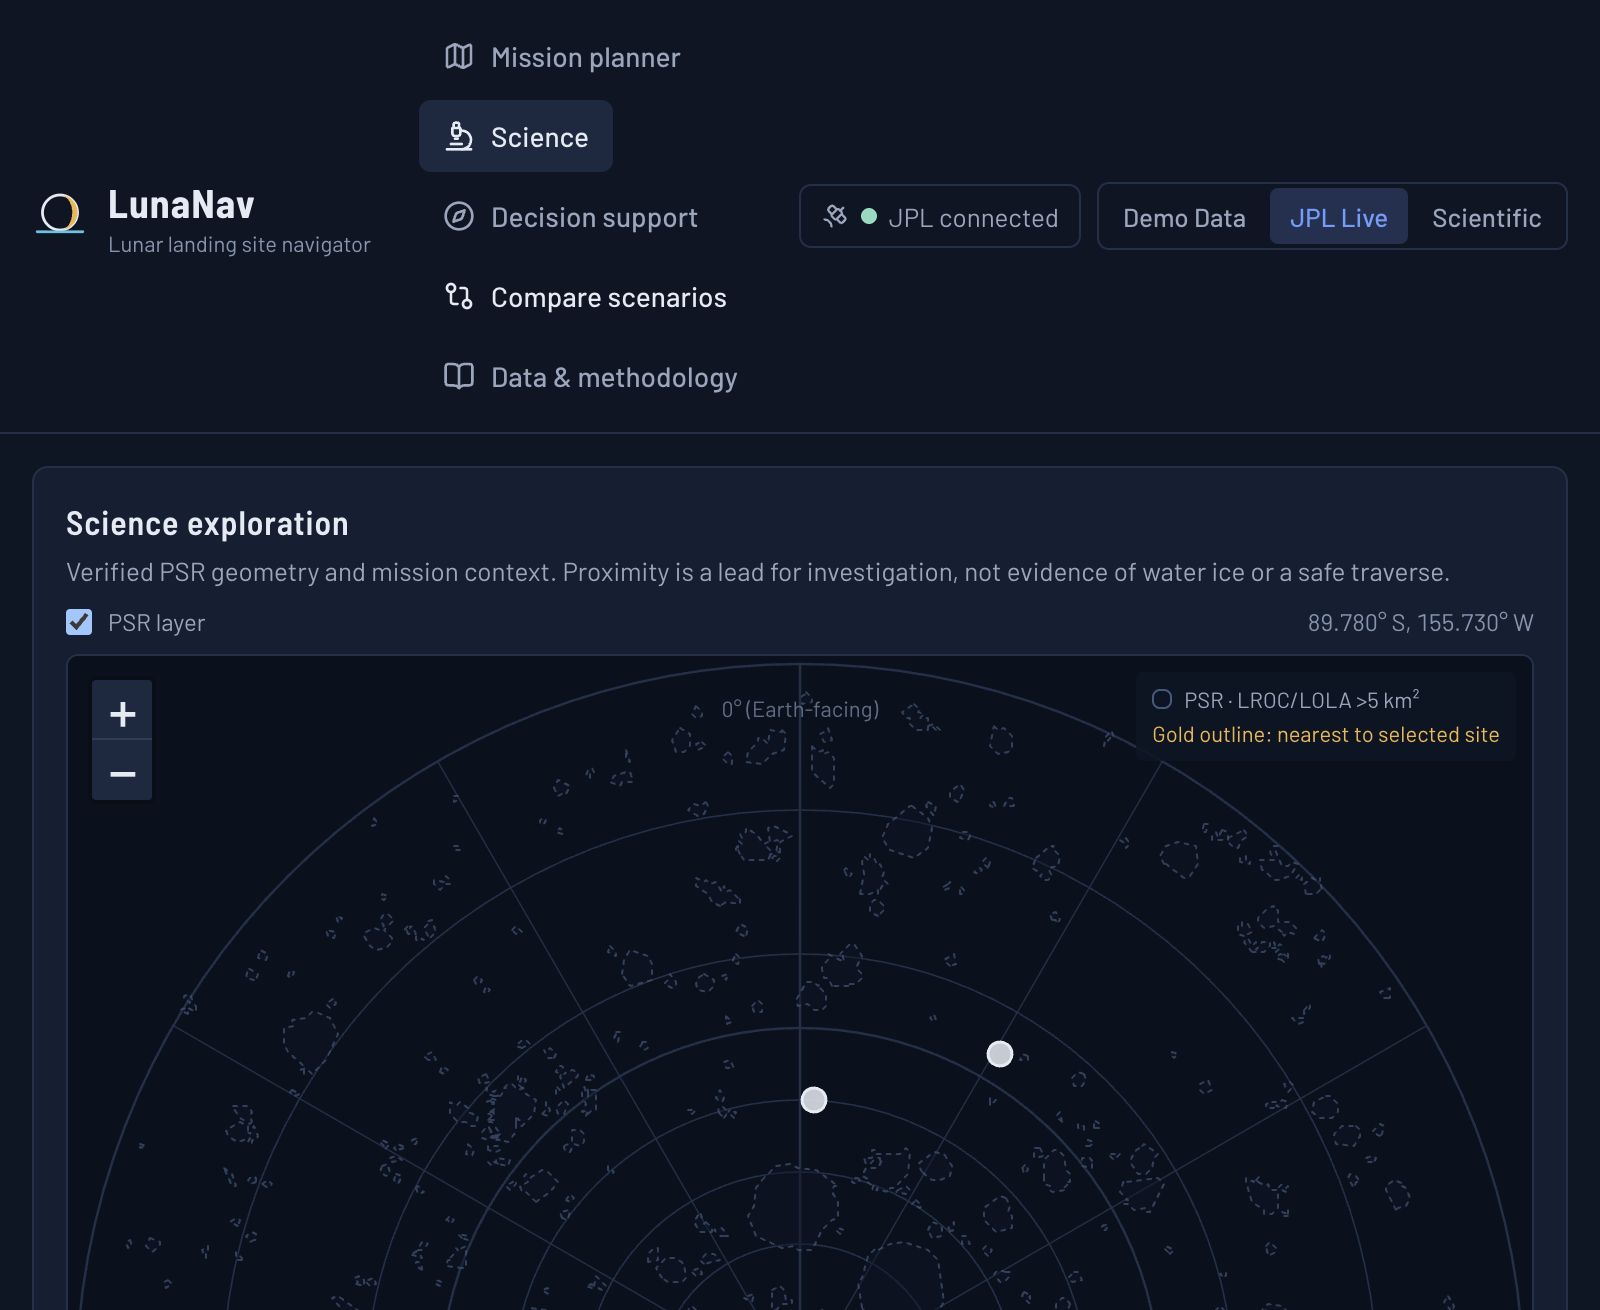 Mission planner
Science
LunaNav
Lunar landing site navigator
Decision support
JPL connected
Demo Data
JPL Live
Scientific
Compare scenarios
Data & methodology
Science exploration
Verified PSR geometry and mission context. Proximity is a lead for investigation, not evidence of water ice or a safe traverse.
PSR layer
89.780° S, 155.730° W
+
−
0° (Earth-facing)
PSR · LROC/LOLA >5 km²
Gold outline: nearest to selected site